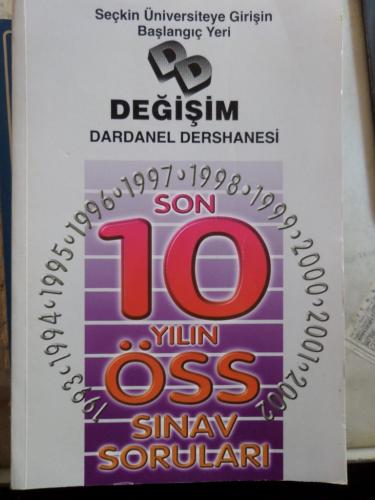 Seçkin Üniversiteye Girişin
Başlangıç Yeri
DD
DEĞİŞİM
DARDANEL DERSHANESİ
1993•1994•1995•1996•1997•1998•1999•2000•2001•2002
SON
10
YILIN
ÖSS
SINAV
SORULARI